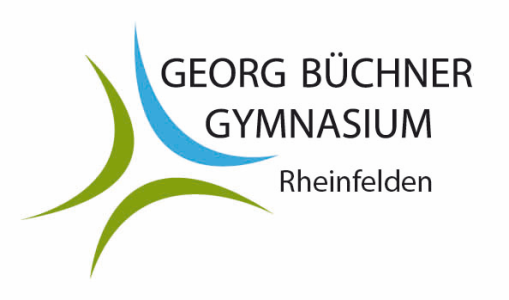 GEORG BÜCHNER
GYMNASIUM
Rheinfelden